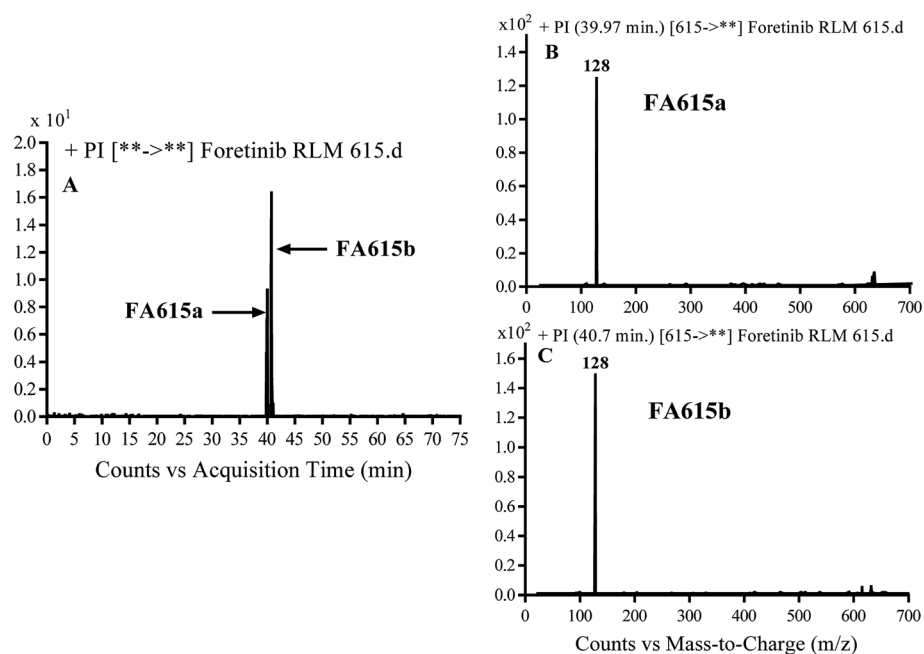 x 10¹
+ PI [**->**] Foretinib RLM 615.d
A
2.0
1.8
1.6
1.4
1.2
1.0
0.8
0.6
0.4
0.2
0.0
FA615b
FA615a
0 5 10 15 20 25 30 35 40 45 50 55 60 65 70 75
Counts vs Acquisition Time (min)
x10² + PI (39.97 min.) [615->**] Foretinib RLM 615.d
B
128
FA615a
1.4
1.2
1.0
0.8
0.6
0.4
0.2
0.0
0 100 200 300 400 500 600 700
x10² + PI (40.7 min.) [615->**] Foretinib RLM 615.d
C
128
FA615b
1.6
1.4
1.2
1.0
0.8
0.6
0.4
0.2
0.0
0 100 200 300 400 500 600 700
Counts vs Mass-to-Charge (m/z)